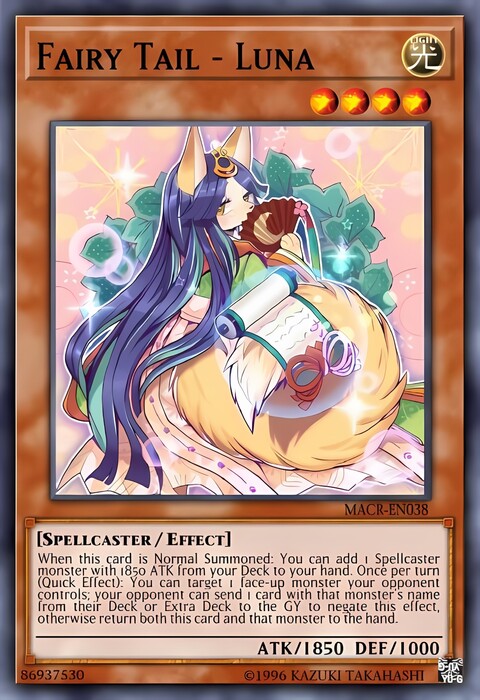 FAIRY TAIL - LUNA
LIGHT
光
MACR-EN038
[SPELLCASTER / EFFECT]
When this card is Normal Summoned: You can add 1 Spellcaster
monster with 1850 ATK from your Deck to your hand. Once per turn
(Quick Effect): You can target 1 face-up monster your opponent
controls; your opponent can send 1 card with that monster's name
from their Deck or Extra Deck to the GY to negate this effect,
otherwise return both this card and that monster to the hand.
ATK/1850 DEF/1000
86937530
©1996 KAZUKI TAKAHASHI